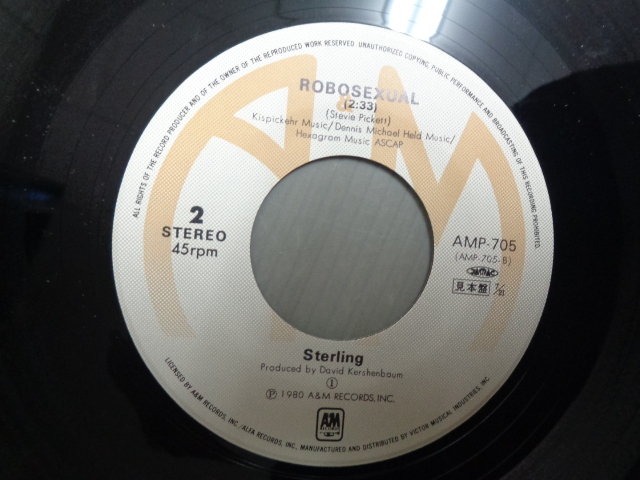 ALL RIGHTS OF THE RECORD PRODUCER AND OF THE OWNER OF THE REPRODUCED WORK RESERVED. UNAUTHORIZED COPYING, PUBLIC PERFORMANCE AND BROADCASTING OF THIS RECORDING PROHIBITED.
ROBOSEXUAL
(2:33)
(Stevie Pickett)
Kispickehr Music/Dennis Michael Held Music/
Hexagram Music ASCAP
2
STEREO
45rpm
AMP-705
(AMP-705-B)
見本盤 7/21
Sterling
Produced by David Kershenbaum
1
Ⓟ 1980 A&M RECORDS, INC.
A&M
LICENSED BY A&M RECORDS, INC./ALFA RECORDS, INC. MANUFACTURED AND DISTRIBUTED BY VICTOR MUSICAL INDUSTRIES, INC.